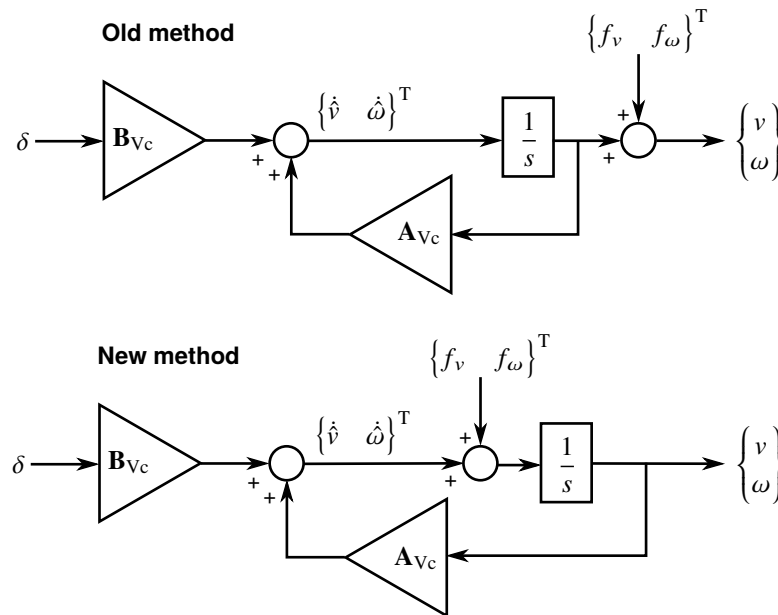 Old method
{f_v f_ω}^T
δ
B_Vc
+
+
{v̂̇ ω̂̇}^T
1/s
+
+
{v ω}
A_Vc
New method
{f_v f_ω}^T
δ
B_Vc
+
+
{v̂̇ ω̂̇}^T
+
+
1/s
{v ω}
A_Vc